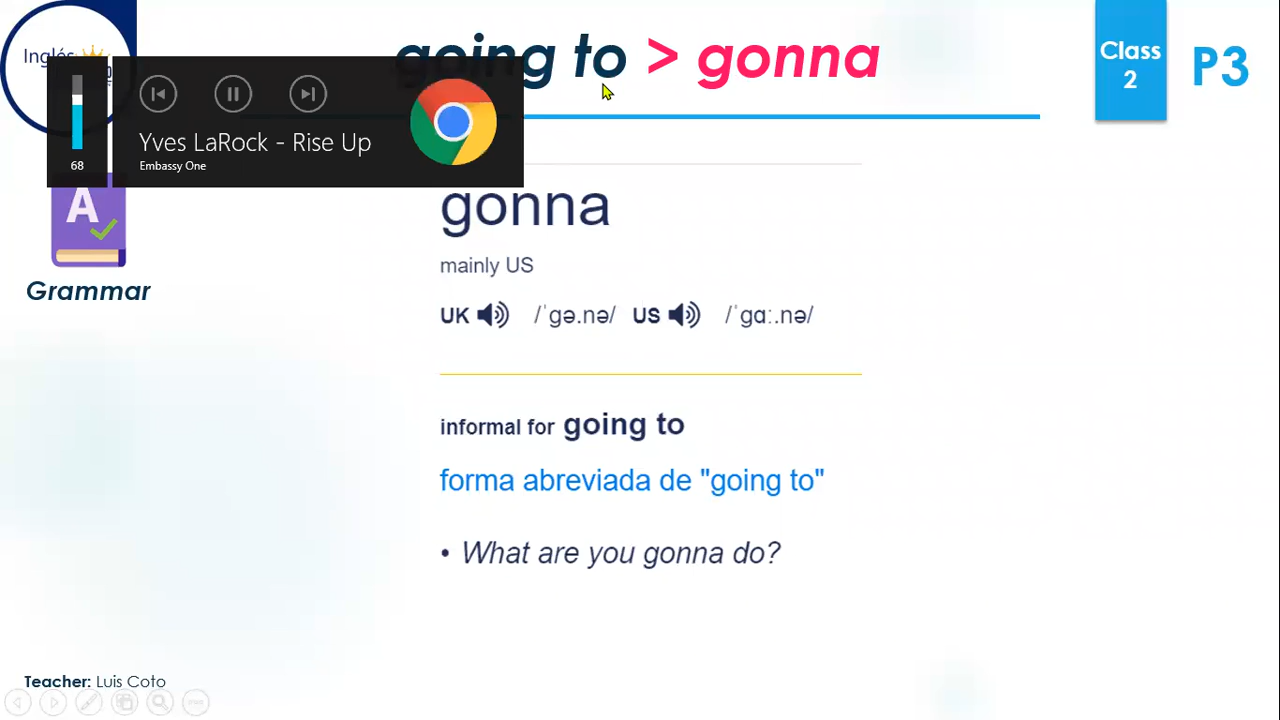 going to > gonna
Class
2
P3
Inglés
68
Yves LaRock - Rise Up
Embassy One
A
Grammar
gonna
mainly US
UK /ˈgə.nə/ US /ˈgɑː.nə/
informal for going to
forma abreviada de "going to"
• What are you gonna do?
Teacher: Luis Coto